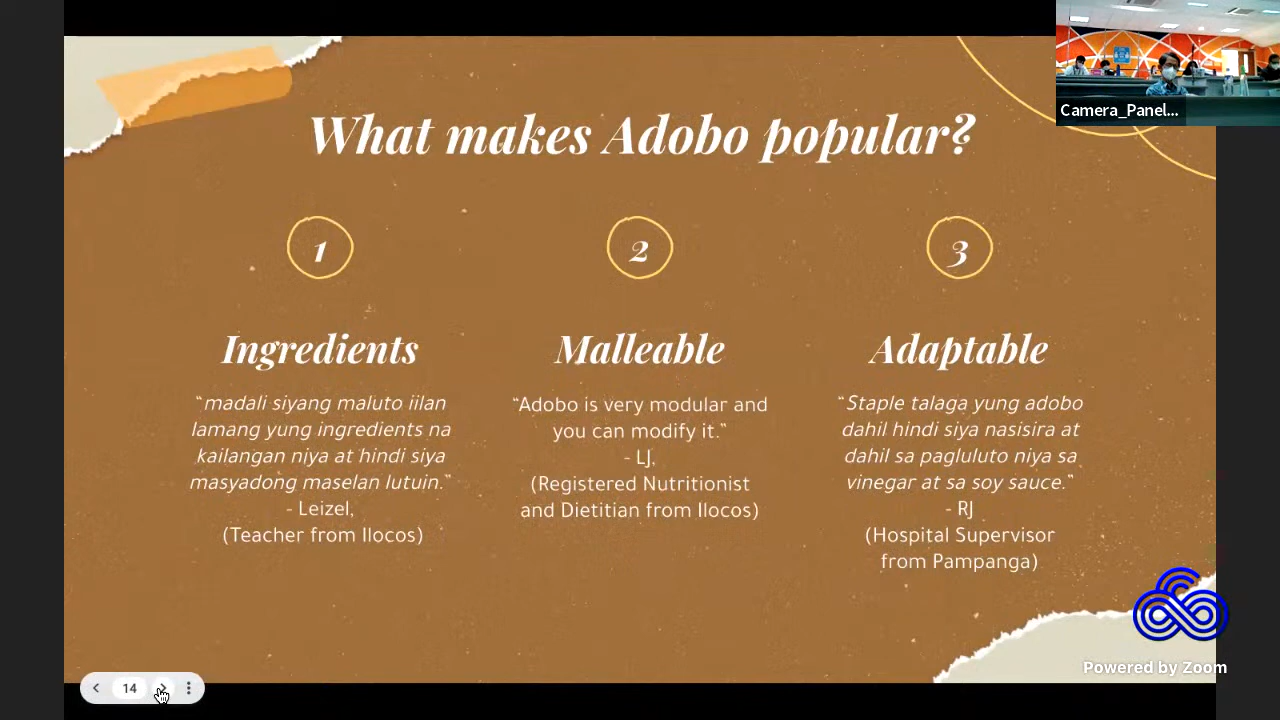 Camera_Panel...
What makes Adobo popular?
1
2
3
Ingredients
Malleable
Adaptable
“madali siyang maluto iilan
lamang yung ingredients na
kailangan niya at hindi siya
masyadong maselan lutuin.”
- Leizel,
(Teacher from Ilocos)
“Adobo is very modular and
you can modify it.”
- LJ,
(Registered Nutritionist
and Dietitian from Ilocos)
“Staple talaga yung adobo
dahil hindi siya nasisira at
dahil sa pagluluto niya sa
vinegar at sa soy sauce.”
- RJ
(Hospital Supervisor
from Pampanga)
Powered by Zoom
14